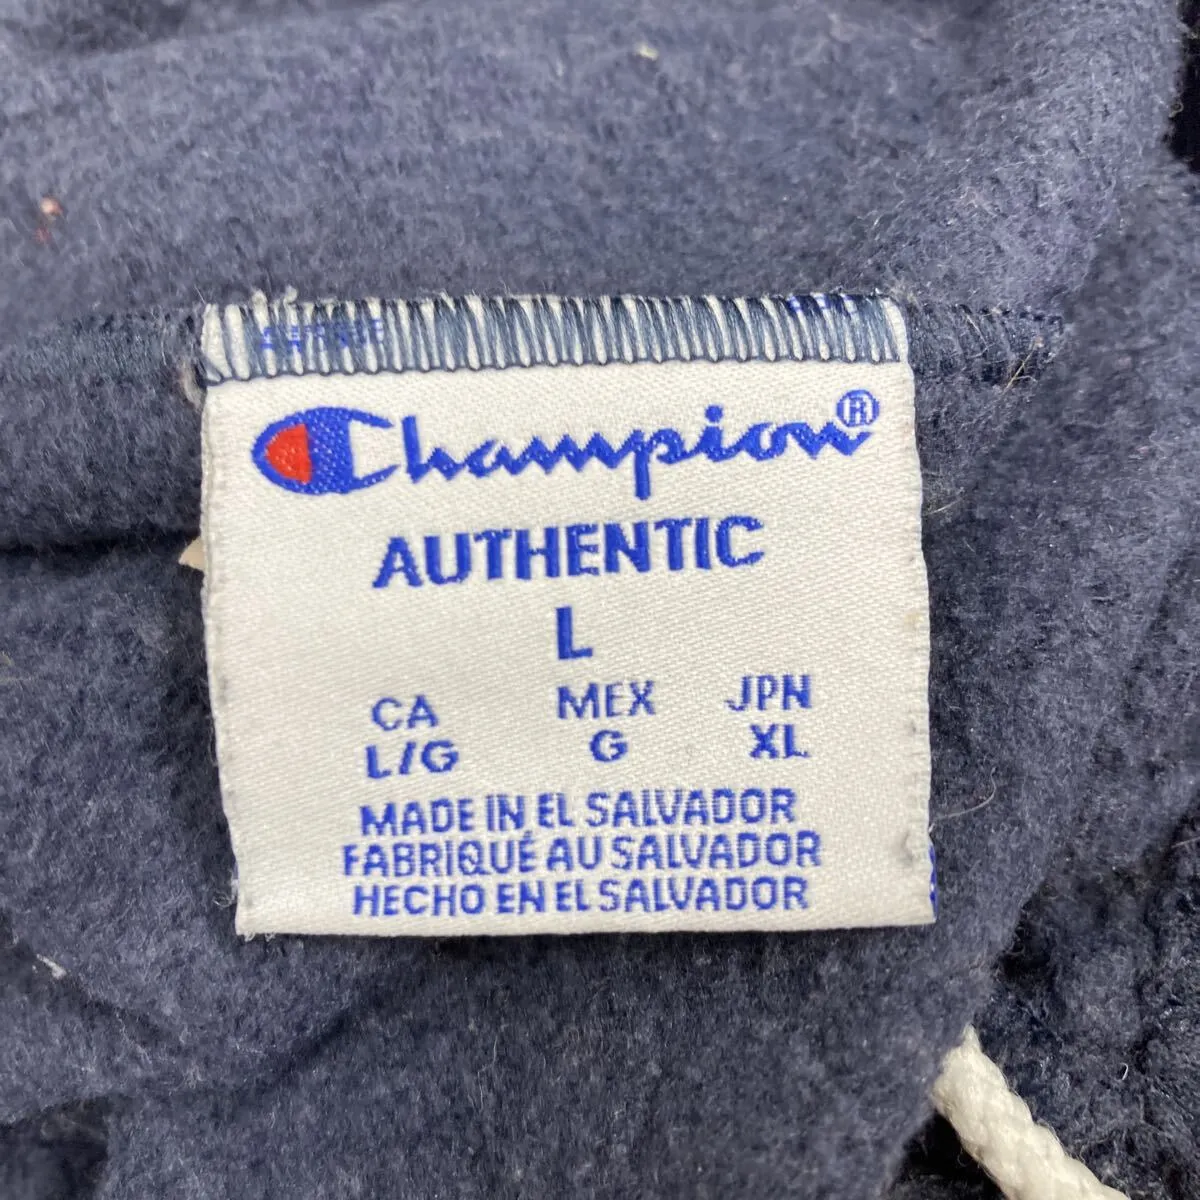 Champion®
AUTHENTIC
L
CA MEX JPN
L/G G XL
MADE IN EL SALVADOR
FABRIQUÉ AU SALVADOR
HECHO EN EL SALVADOR